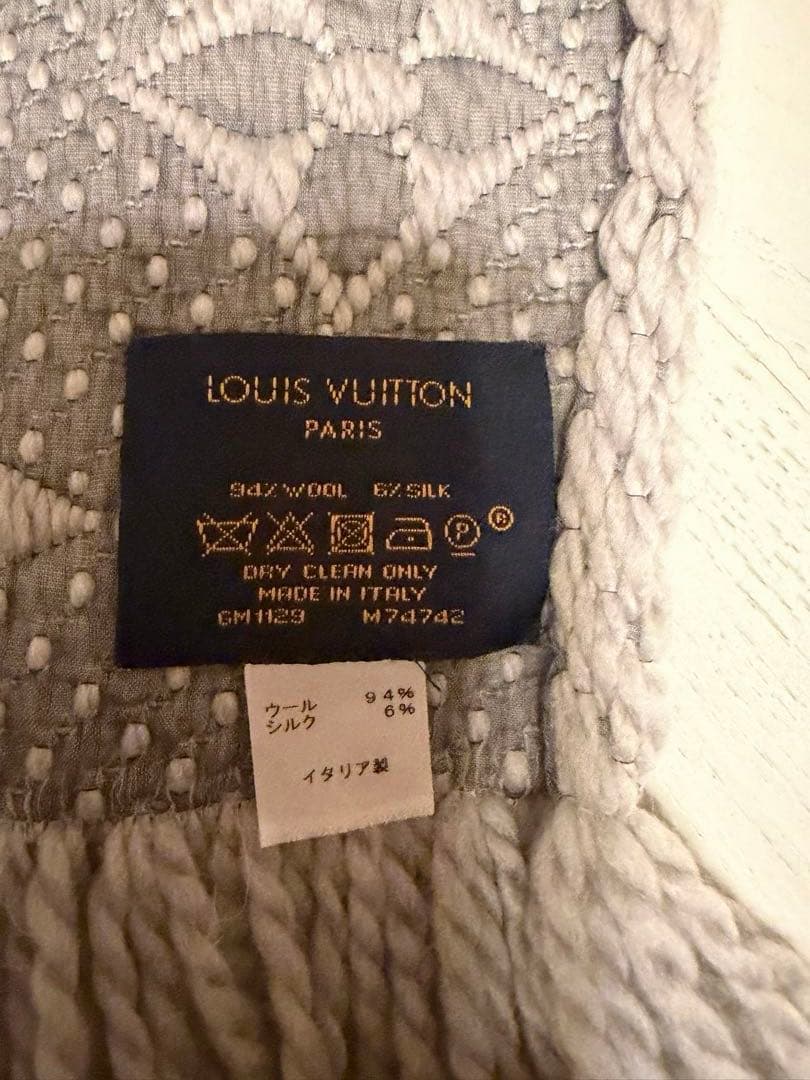 LOUIS VUITTON
PARIS
94% WOOL 6% SILK
P ®
DRY CLEAN ONLY
MADE IN ITALY
GM1129 M74742
ウール 94%
シルク 6%
イタリア製